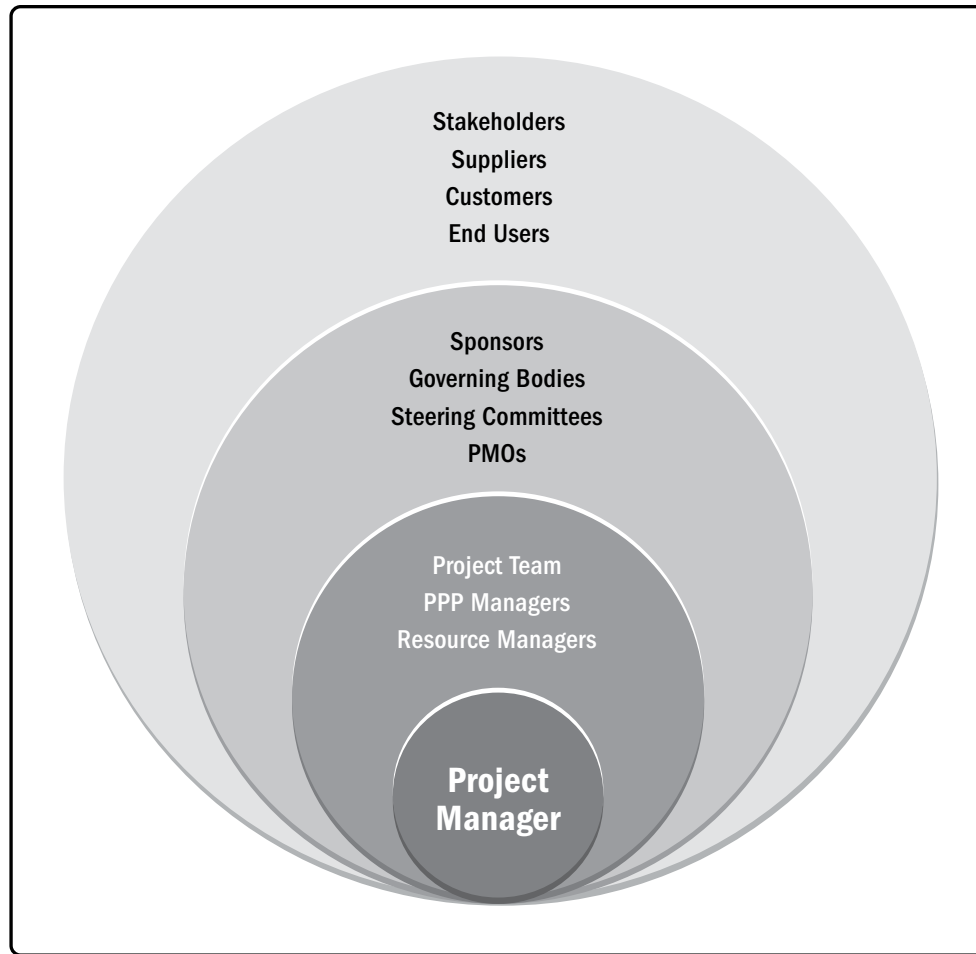 Stakeholders
Suppliers
Customers
End Users
Sponsors
Governing Bodies
Steering Committees
PMOs
Project Team
PPP Managers
Resource Managers
Project
Manager